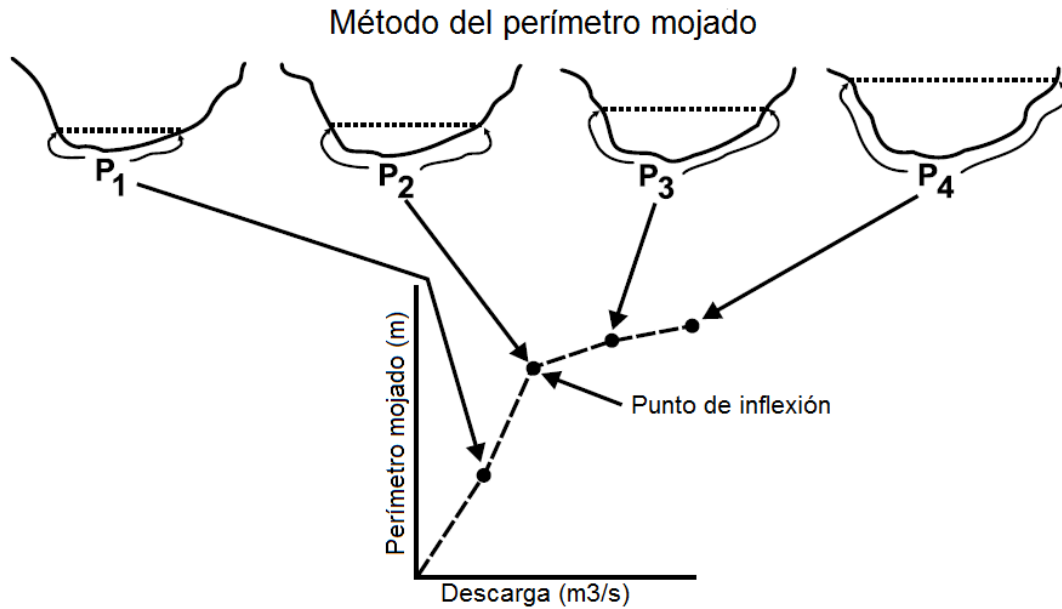 Método del perímetro mojado
P1
P2
P3
P4
Perímetro mojado (m)
Punto de inflexión
Descarga (m3/s)